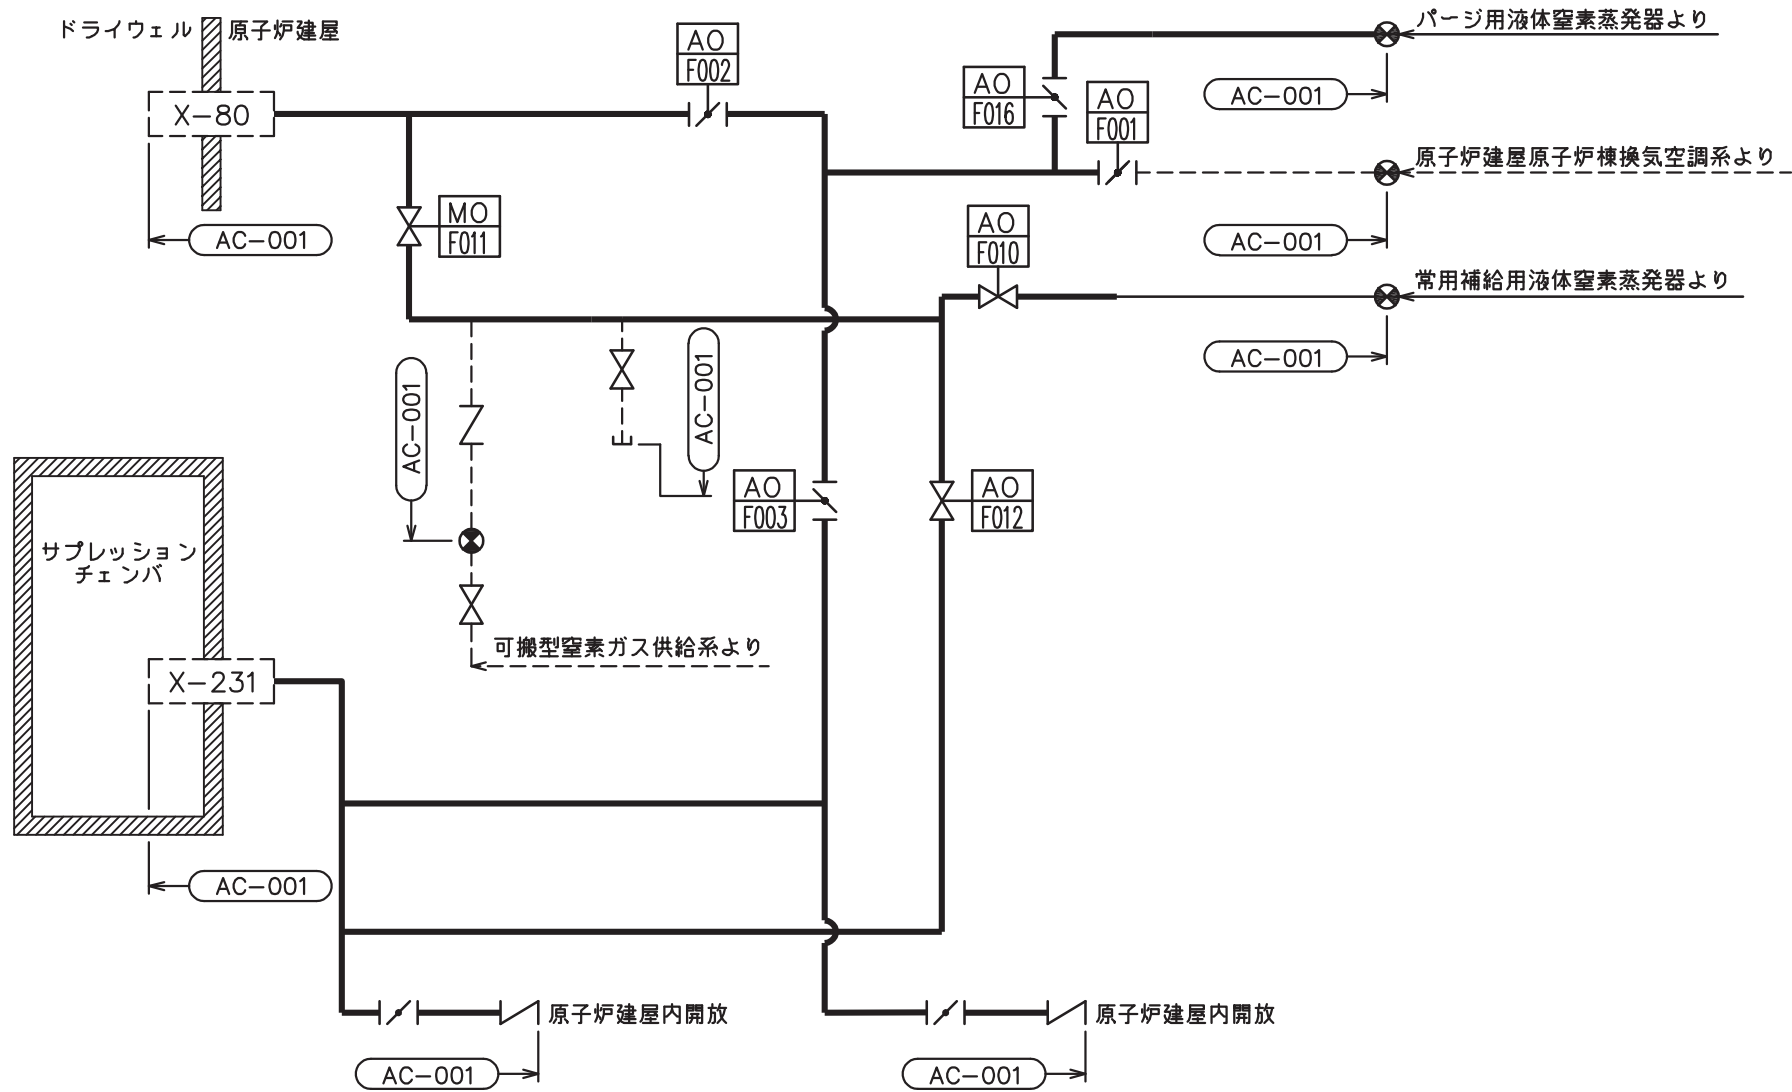 ドライウェル
原子炉建屋
X-80
AC-001
AO
F002
MO
F011
AO
F016
AO
F001
パージ用液体窒素蒸発器より
AC-001
原子炉建屋原子炉棟換気空調系より
AC-001
AO
F010
常用補給用液体窒素蒸発器より
AC-001
AC-001
AC-001
AO
F003
AO
F012
サプレッション
チェンバ
可搬型窒素ガス供給系より
X-231
AC-001
原子炉建屋内開放
AC-001
原子炉建屋内開放
AC-001